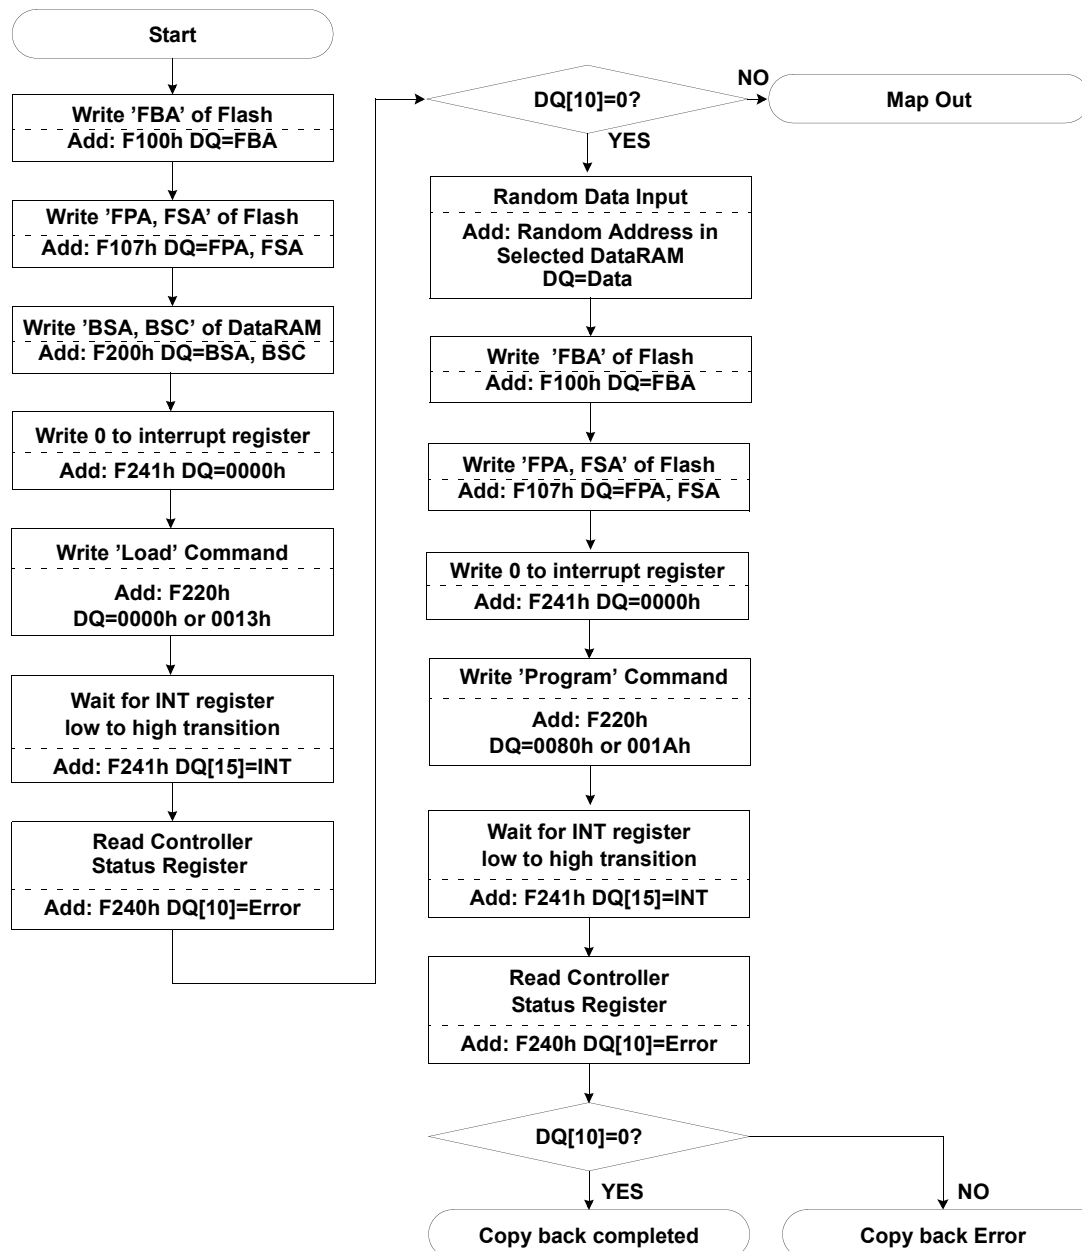 Start
Write ’FBA’ of Flash
Add: F100h DQ=FBA
Write ’FPA, FSA’ of Flash
Add: F107h DQ=FPA, FSA
Write ’BSA, BSC’ of DataRAM
Add: F200h DQ=BSA, BSC
Write 0 to interrupt register
Add: F241h DQ=0000h
Write ’Load’ Command
Add: F220h
DQ=0000h or 0013h
Wait for INT register
low to high transition
Add: F241h DQ[15]=INT
Read Controller
Status Register
Add: F240h DQ[10]=Error
DQ[10]=0?
NO
Map Out
YES
Random Data Input
Add: Random Address in
Selected DataRAM
DQ=Data
Write ’FBA’ of Flash
Add: F100h DQ=FBA
Write ’FPA, FSA’ of Flash
Add: F107h DQ=FPA, FSA
Write 0 to interrupt register
Add: F241h DQ=0000h
Write ’Program’ Command
Add: F220h
DQ=0080h or 001Ah
Wait for INT register
low to high transition
Add: F241h DQ[15]=INT
Read Controller
Status Register
Add: F240h DQ[10]=Error
DQ[10]=0?
YES
NO
Copy back completed
Copy back Error